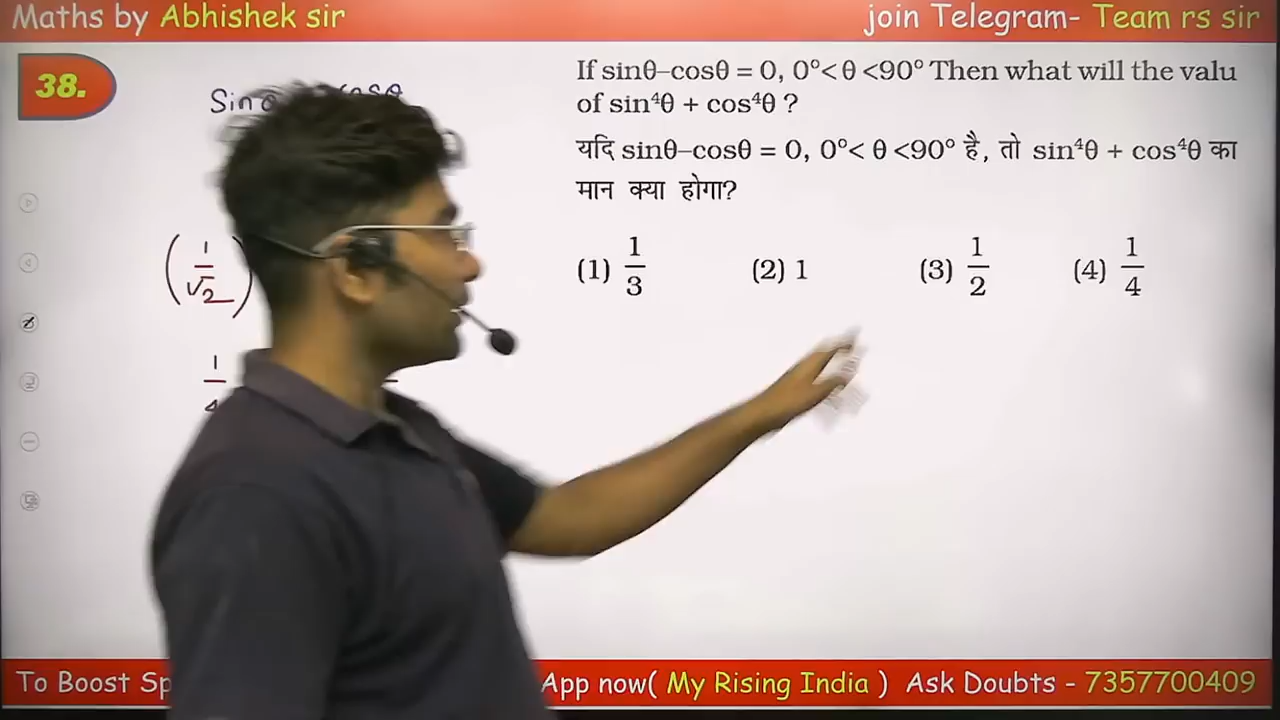 Maths by Abhishek sir
join Telegram- Team rs sir
38.
If sinθ–cosθ = 0, 0°< θ <90° Then what will the valu
of sin⁴θ + cos⁴θ ?
यदि sinθ–cosθ = 0, 0°< θ <90° है, तो sin⁴θ + cos⁴θ का
मान क्या होगा?
(1) 1/3 (2) 1 (3) 1/2 (4) 1/4
(1/√2)
To Boost
App now( My Rising India ) Ask Doubts - 7357700409